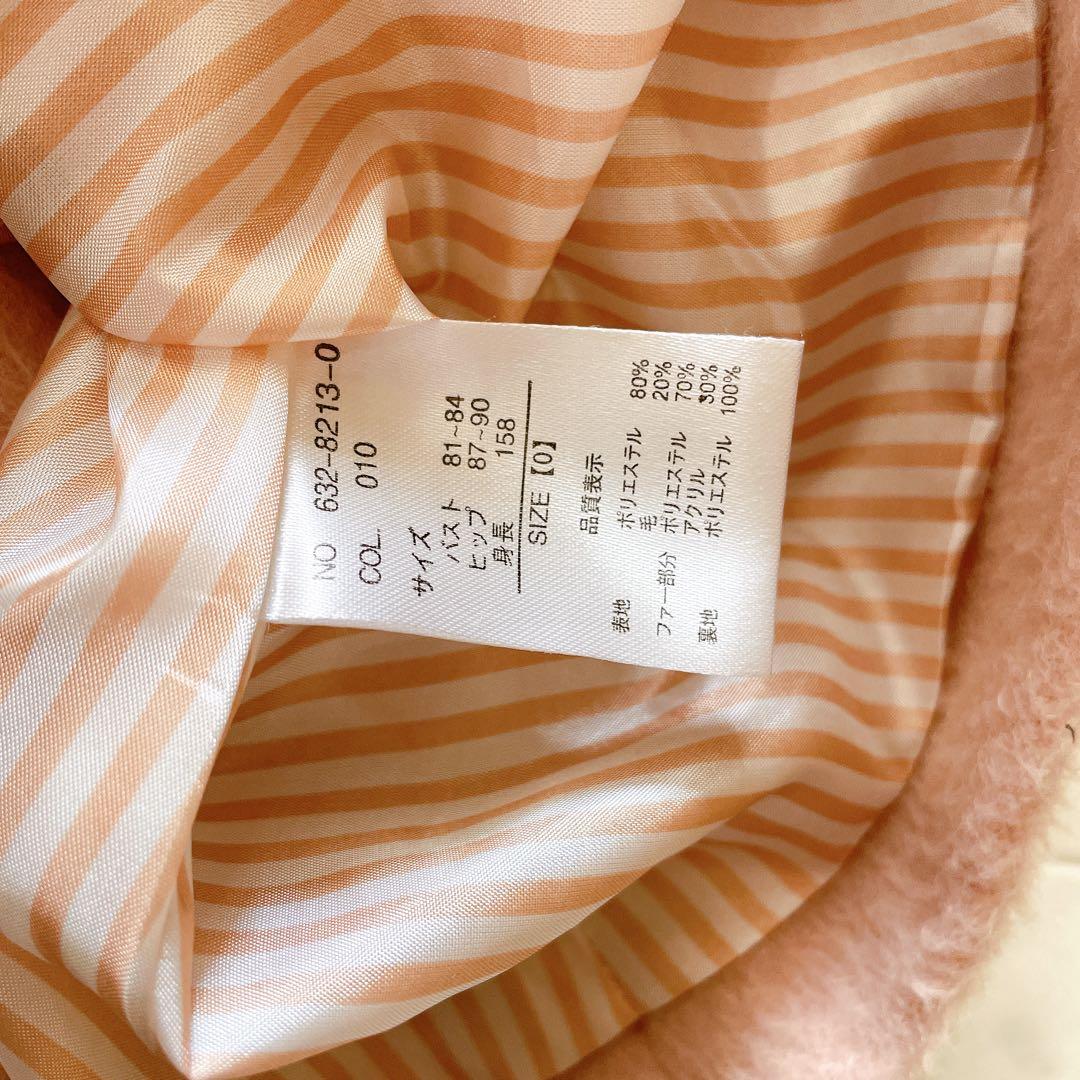 NO 632-8213-0
COL. 010
サイズ
バスト 81~84
ヒップ 87~90
身長 158
SIZE 【0】
品質表示
表地 ポリエステル 80%
毛 20%
ファー部分 ポリエステル 70%
アクリル 30%
裏地 ポリエステル 100%